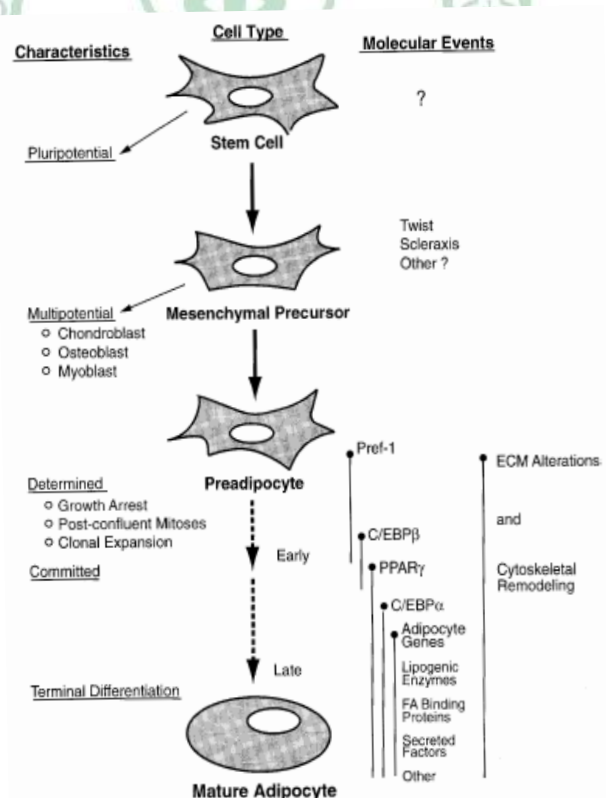 Characteristics
Cell Type
Molecular Events
?
Stem Cell
Pluripotential
Twist
Scleraxis
Other ?
Mesenchymal Precursor
Multipotential
Chondroblast
Osteoblast
Myoblast
Preadipocyte
Determined
Growth Arrest
Post-confluent Mitoses
Clonal Expansion
Early
Committed
Late
Terminal Differentiation
Mature Adipocyte
Pref-1
C/EBPβ
PPARγ
C/EBPα
Adipocyte
Genes
Lipogenic
Enzymes
FA Binding
Proteins
Secreted
Factors
Other
ECM Alterations
and
Cytoskeletal
Remodeling